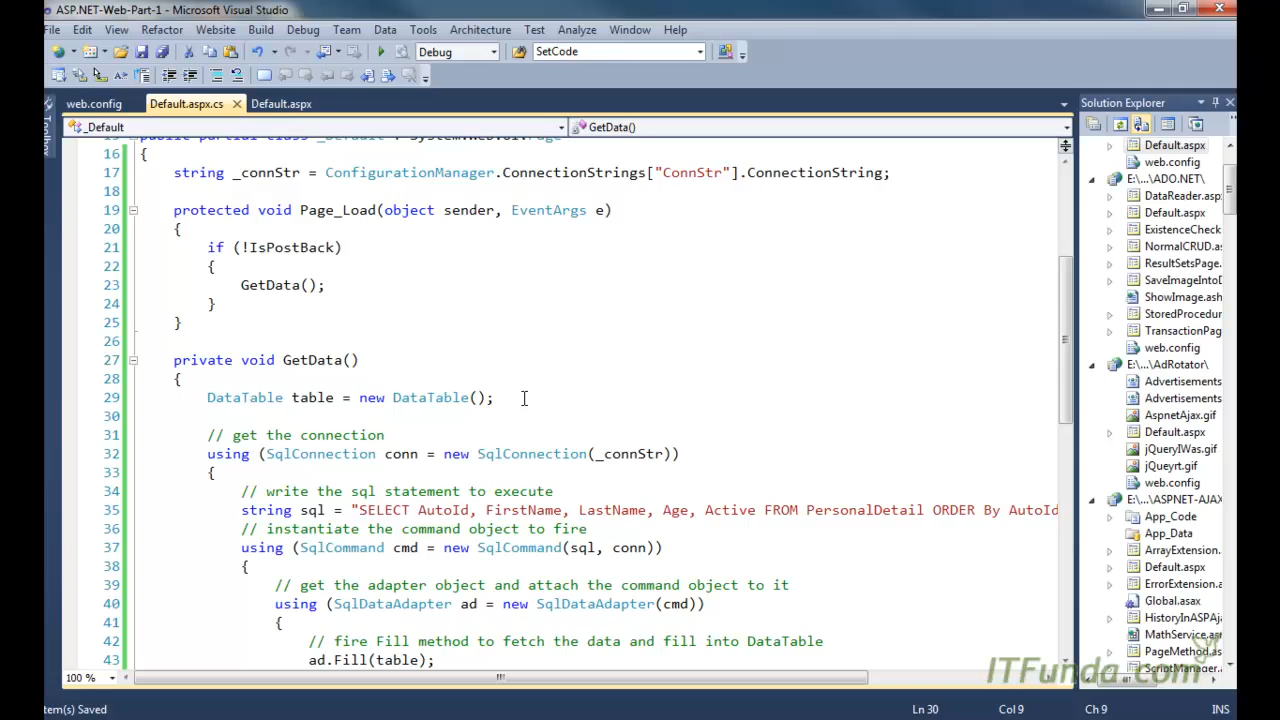 ASP.NET-Web-Part-1 - Microsoft Visual Studio
File Edit View Refactor Website Build Debug Team Data Tools Architecture Test Analyze Window Help
Debug SetCode
web.config Default.aspx.cs Default.aspx
_Default GetData()
16 {
17 string _connStr = ConfigurationManager.ConnectionStrings["ConnStr"].ConnectionString;
18
19 protected void Page_Load(object sender, EventArgs e)
20 {
21 if (!IsPostBack)
22 {
23 GetData();
24 }
25 }
26
27 private void GetData()
28 {
29 DataTable table = new DataTable();
30
31 // get the connection
32 using (SqlConnection conn = new SqlConnection(_connStr))
33 {
34 // write the sql statement to execute
35 string sql = "SELECT AutoId, FirstName, LastName, Age, Active FROM PersonalDetail ORDER By AutoId
36 // instantiate the command object to fire
37 using (SqlCommand cmd = new SqlCommand(sql, conn))
38 {
39 // get the adapter object and attach the command object to it
40 using (SqlDataAdapter ad = new SqlDataAdapter(cmd))
41 {
42 // fire Fill method to fetch the data and fill into DataTable
43 ad.Fill(table);
100 %
Toolbox
Solution Explorer
Default.aspx
web.config
E:\...\ADO.NET\
DataReader.aspx
Default.aspx
ExistenceCheck
NormalCRUD.as
ResultSetsPage.
SaveImageIntoD
ShowImage.ash
StoredProcedur
TransactionPag
web.config
E:\...\AdRotator\
Advertisements
Advertisements
AspnetAjax.gif
Default.aspx
jQueryIWas.gif
jQueyrt.gif
web.config
E:\...\ASPNET-AJAX
App_Code
App_Data
ArrayExtension.
Default.aspx
ErrorExtension.a
Global.asax
HistoryInASPAj
MathService.as
PageMethod.as
ScriptManager.
ITFunda.com
Item(s) Saved Ln 30 Col 9 Ch 9 INS